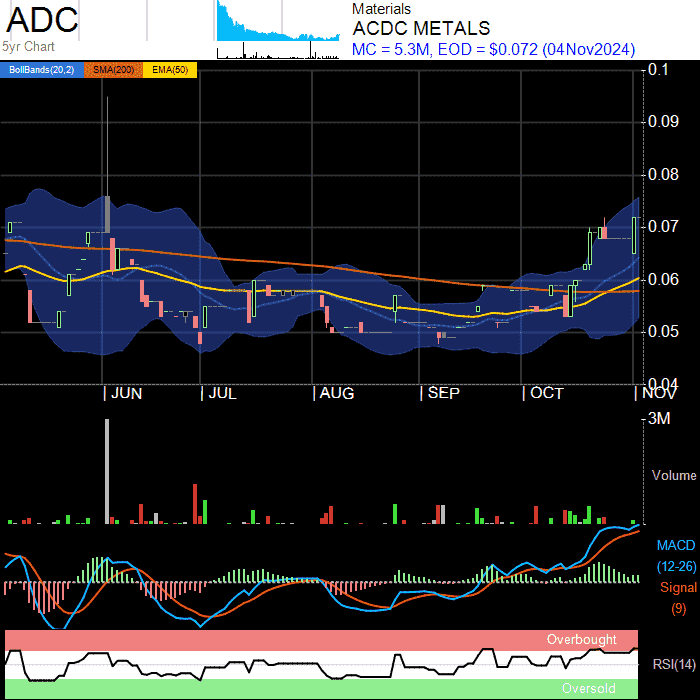 ADC
5yr Chart
Materials
ACDC METALS
MC = 5.3M, EOD = $0.072 (04Nov2024)
BollBands(20,2) SMA(200) EMA(50)
0.1
0.09
0.08
0.07
0.06
0.05
0.04
JUN JUL AUG SEP OCT NOV
3M
Volume
MACD
(12-26)
Signal
(9)
Overbought
RSI(14)
Oversold